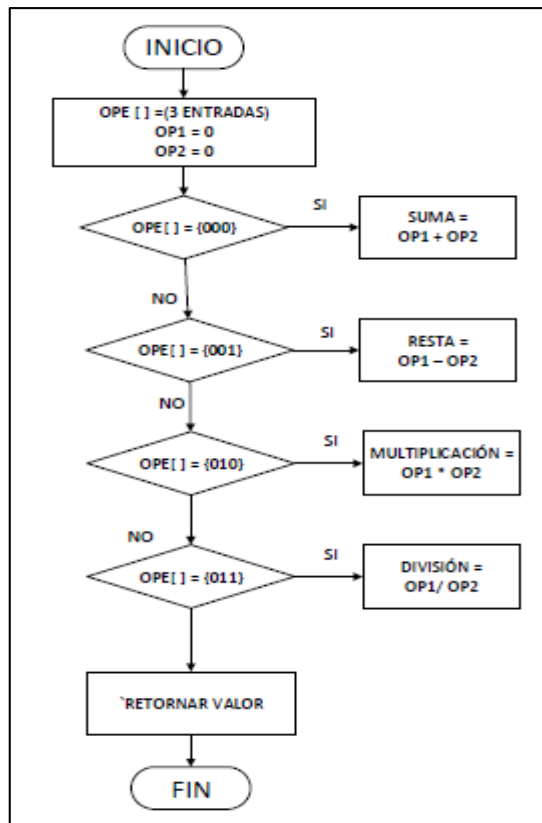 INICIO
OPE [ ] =(3 ENTRADAS)
OP1 = 0
OP2 = 0
OPE[ ] = {000}
SI
SUMA =
OP1 + OP2
NO
OPE[ ] = {001}
SI
RESTA =
OP1 – OP2
NO
OPE[ ] = {010}
SI
MULTIPLICACIÓN =
OP1 * OP2
NO
OPE[ ] = {011}
SI
DIVISIÓN =
OP1/ OP2
`RETORNAR VALOR
FIN